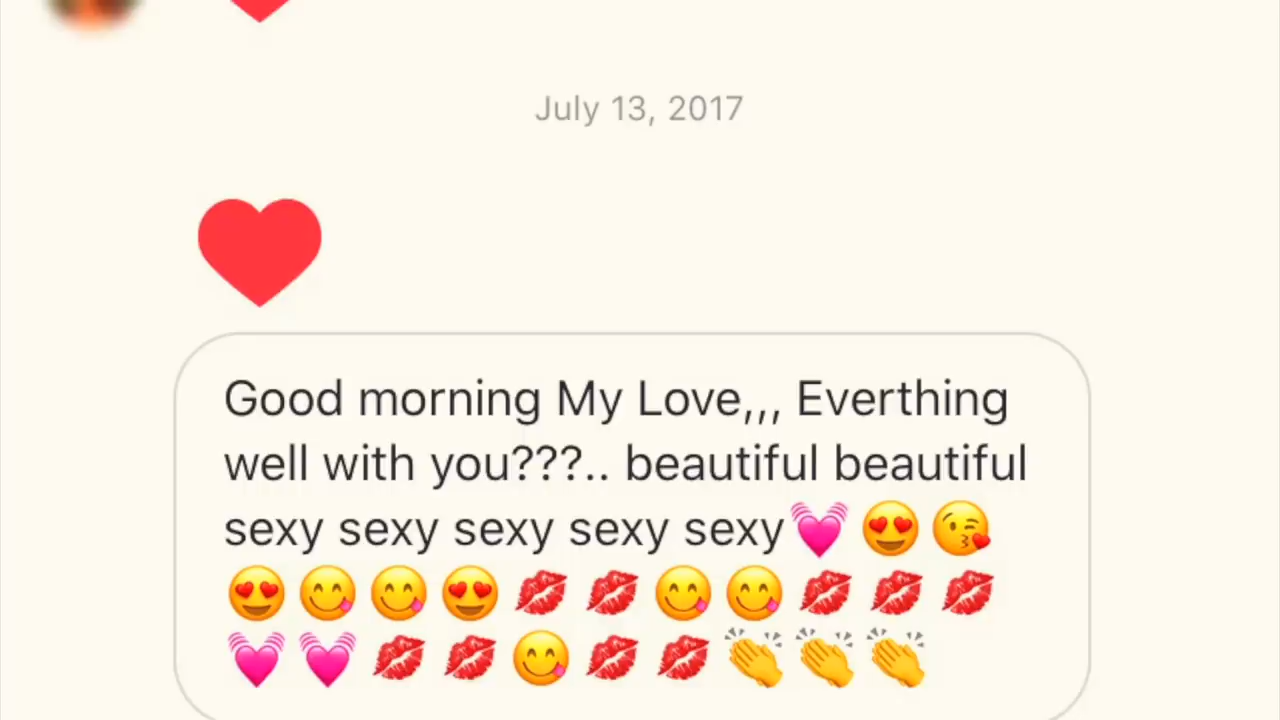 July 13, 2017
Good morning My Love,,, Everthing
well with you???.. beautiful beautiful
sexy sexy sexy sexy sexy💓😍😘
😍😋😋😍💋💋😋😋💋💋💋
💓💓💋💋😋💋💋👏👏👏